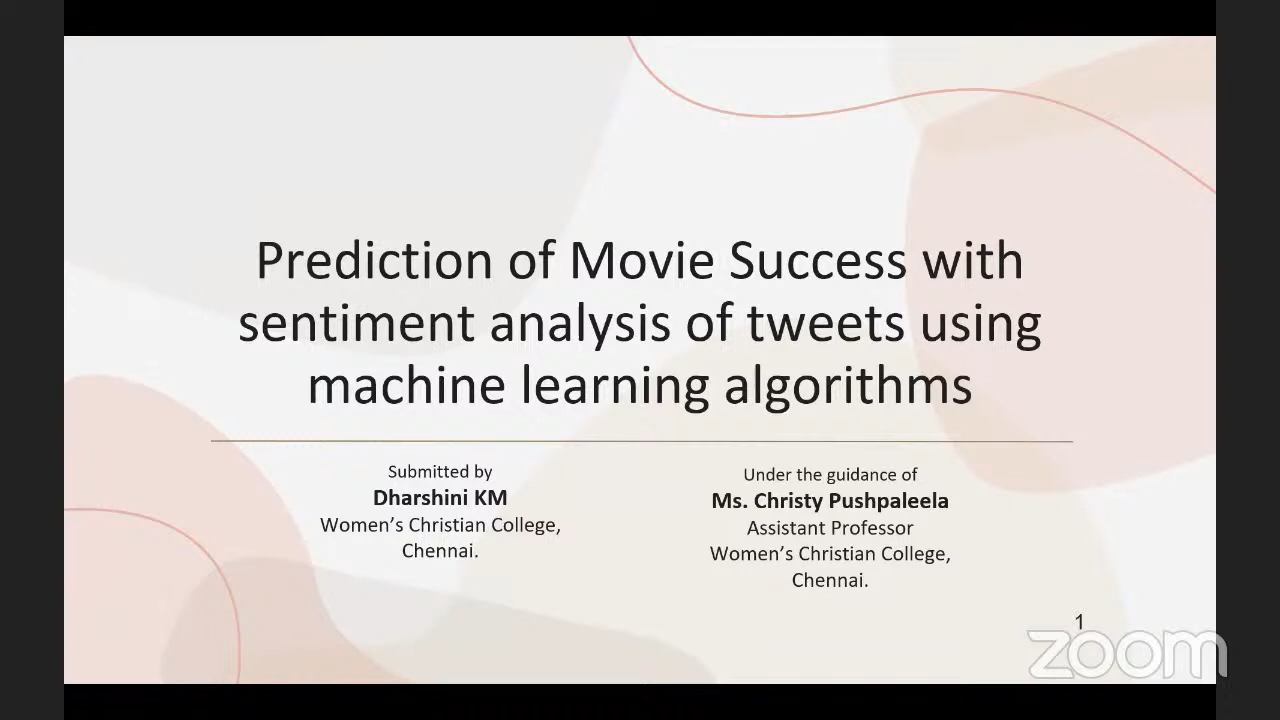 Prediction of Movie Success with
sentiment analysis of tweets using
machine learning algorithms
Submitted by
Dharshini KM
Women’s Christian College,
Chennai.
Under the guidance of
Ms. Christy Pushpaleela
Assistant Professor
Women’s Christian College,
Chennai.
1
zoom